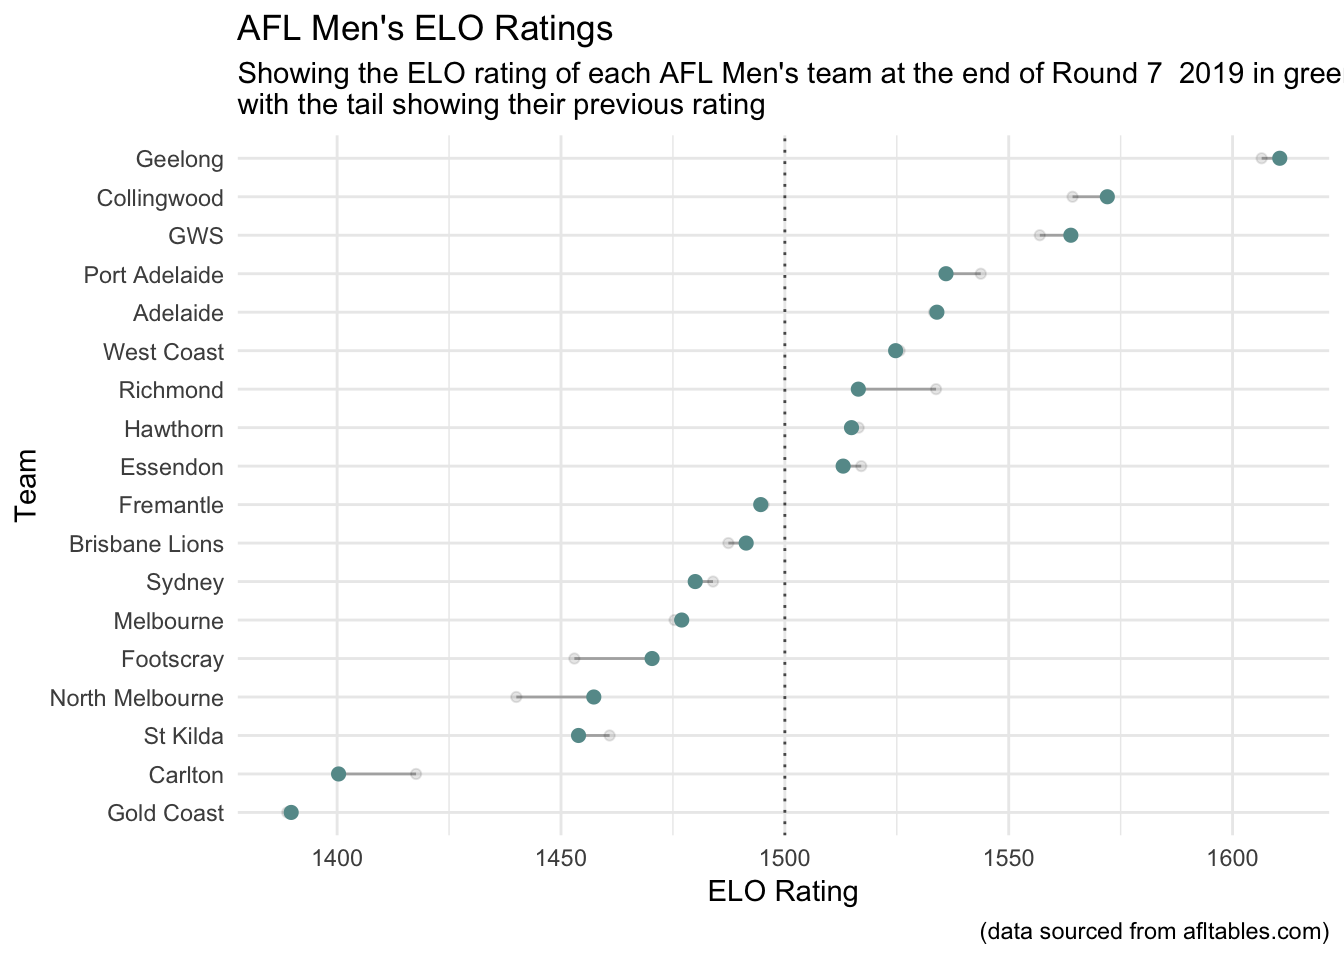 AFL Men's ELO Ratings
Showing the ELO rating of each AFL Men's team at the end of Round 7  2019 in gree
with the tail showing their previous rating
Geelong
Collingwood
GWS
Port Adelaide
Adelaide
West Coast
Richmond
Hawthorn
Essendon
Fremantle
Brisbane Lions
Sydney
Melbourne
Footscray
North Melbourne
St Kilda
Carlton
Gold Coast
Team
1400 1450 1500 1550 1600
ELO Rating
(data sourced from afltables.com)